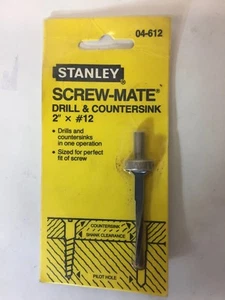 04-612
STANLEY
SCREW-MATE®
DRILL & COUNTERSINK
2" × #12
• Drills and
countersinks
in one operation
• Sized for perfect
fit of screw
COUNTERSINK
SHANK CLEARANCE
PILOT HOLE